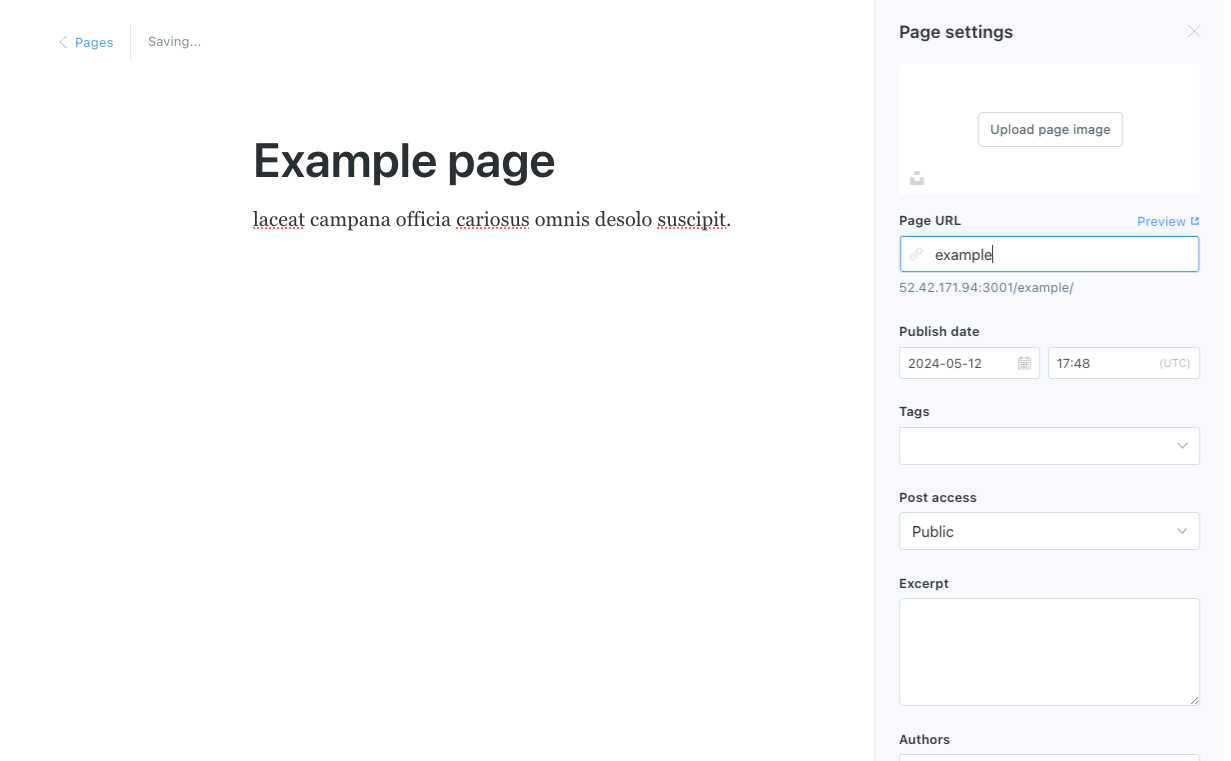 Pages
Saving...
Example page
laceat campana officia cariosus omnis desolo suscipit.
Page settings
Upload page image
Page URL
Preview
example
52.42.171.94:3001/example/
Publish date
2024-05-12
17:48
(UTC)
Tags
Post access
Public
Excerpt
Authors